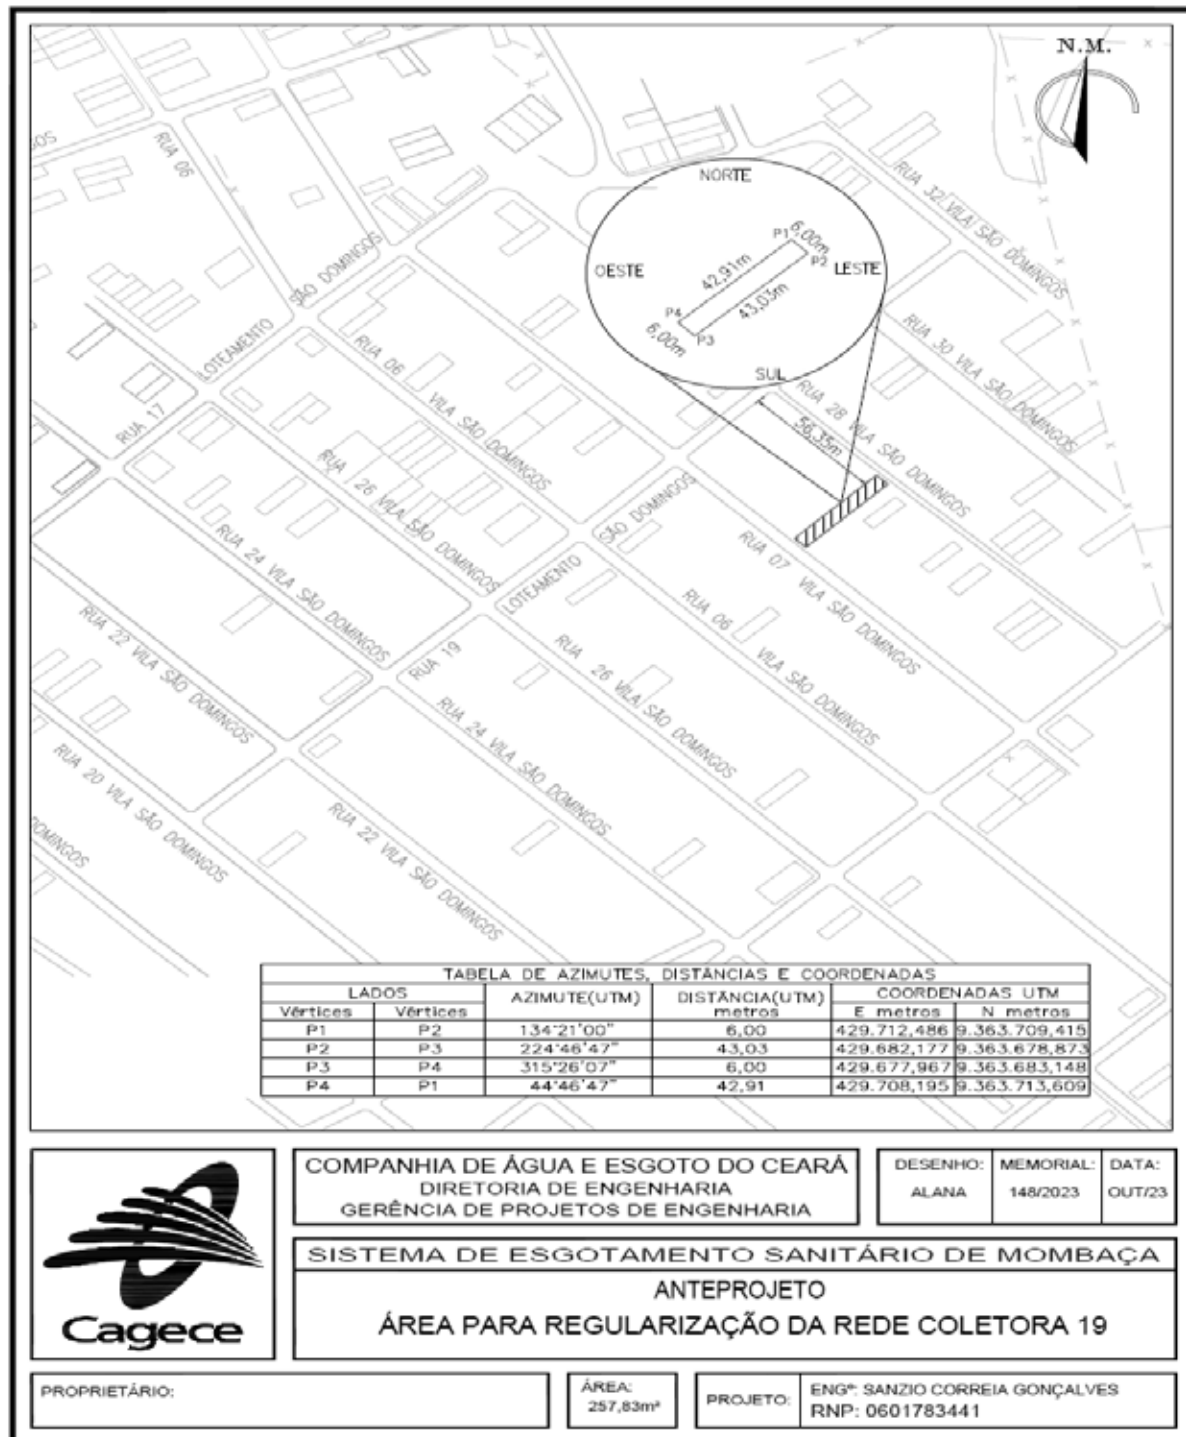 N.M.
RUA 06
DOS
NORTE
RUA 32 VILA SÃO DOMINGOS
P1
6,00m
P2
OESTE
LESTE
42,91m
43,03m
P4
P3
6,00m
SUL
SÃO DOMINGOS
LOTEAMENTO
RUA 06 VILA SÃO DOMINGOS
RUA 30 VILA SÃO DOMINGOS
RUA 28 VILA SÃO DOMINGOS
56,35m
RUA 17
RUA 26 VILA SÃO DOMINGOS
RUA 24 VILA SÃO DOMINGOS
SÃO DOMINGOS
LOTEAMENTO
RUA 07 VILA SÃO DOMINGOS
RUA 06 VILA SÃO DOMINGOS
RUA 22 VILA SÃO DOMINGOS
RUA 19
RUA 26 VILA SÃO DOMINGOS
RUA 24 VILA SÃO DOMINGOS
RUA 20 VILA SÃO DOMINGOS
RUA 22 VILA SÃO DOMINGOS
DOMINGOS
TABELA DE AZIMUTES, DISTÂNCIAS E COORDENADAS
LADOS AZIMUTE(UTM) DISTÂNCIA(UTM) metros COORDENADAS UTM
Vértices Vértices E metros N metros
P1 P2 134°21'00" 6,00 429.712,486 9.363.709,415
P2 P3 224°46'47" 43,03 429.682,177 9.363.678,873
P3 P4 315°26'07" 6,00 429.677,967 9.363.683,148
P4 P1 44°46'47" 42,91 429.708,195 9.363.713,609
Cagece
COMPANHIA DE ÁGUA E ESGOTO DO CEARÁ
DIRETORIA DE ENGENHARIA
GERÊNCIA DE PROJETOS DE ENGENHARIA
DESENHO: MEMORIAL: DATA:
ALANA 148/2023 OUT/23
SISTEMA DE ESGOTAMENTO SANITÁRIO DE MOMBAÇA
ANTEPROJETO
ÁREA PARA REGULARIZAÇÃO DA REDE COLETORA 19
PROPRIETÁRIO:
ÁREA:
257,83m²
PROJETO:
ENGº: SANZIO CORREIA GONÇALVES
RNP: 0601783441